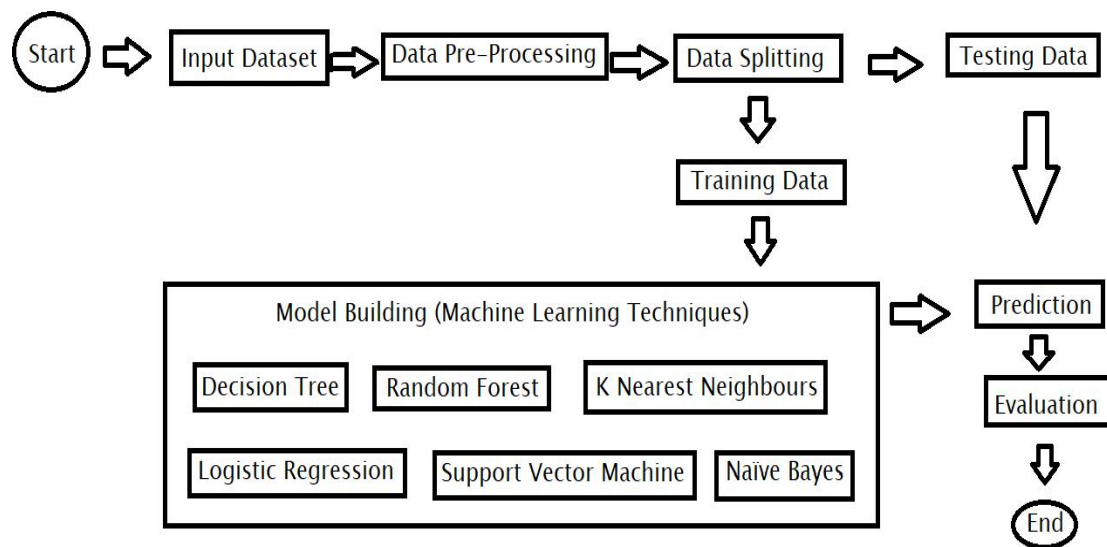 Start
Input Dataset
Data Pre-Processing
Data Splitting
Testing Data
Training Data
Model Building (Machine Learning Techniques)
Prediction
Decision Tree
Random Forest
K Nearest Neighbours
Evaluation
Logistic Regression
Support Vector Machine
Naïve Bayes
End